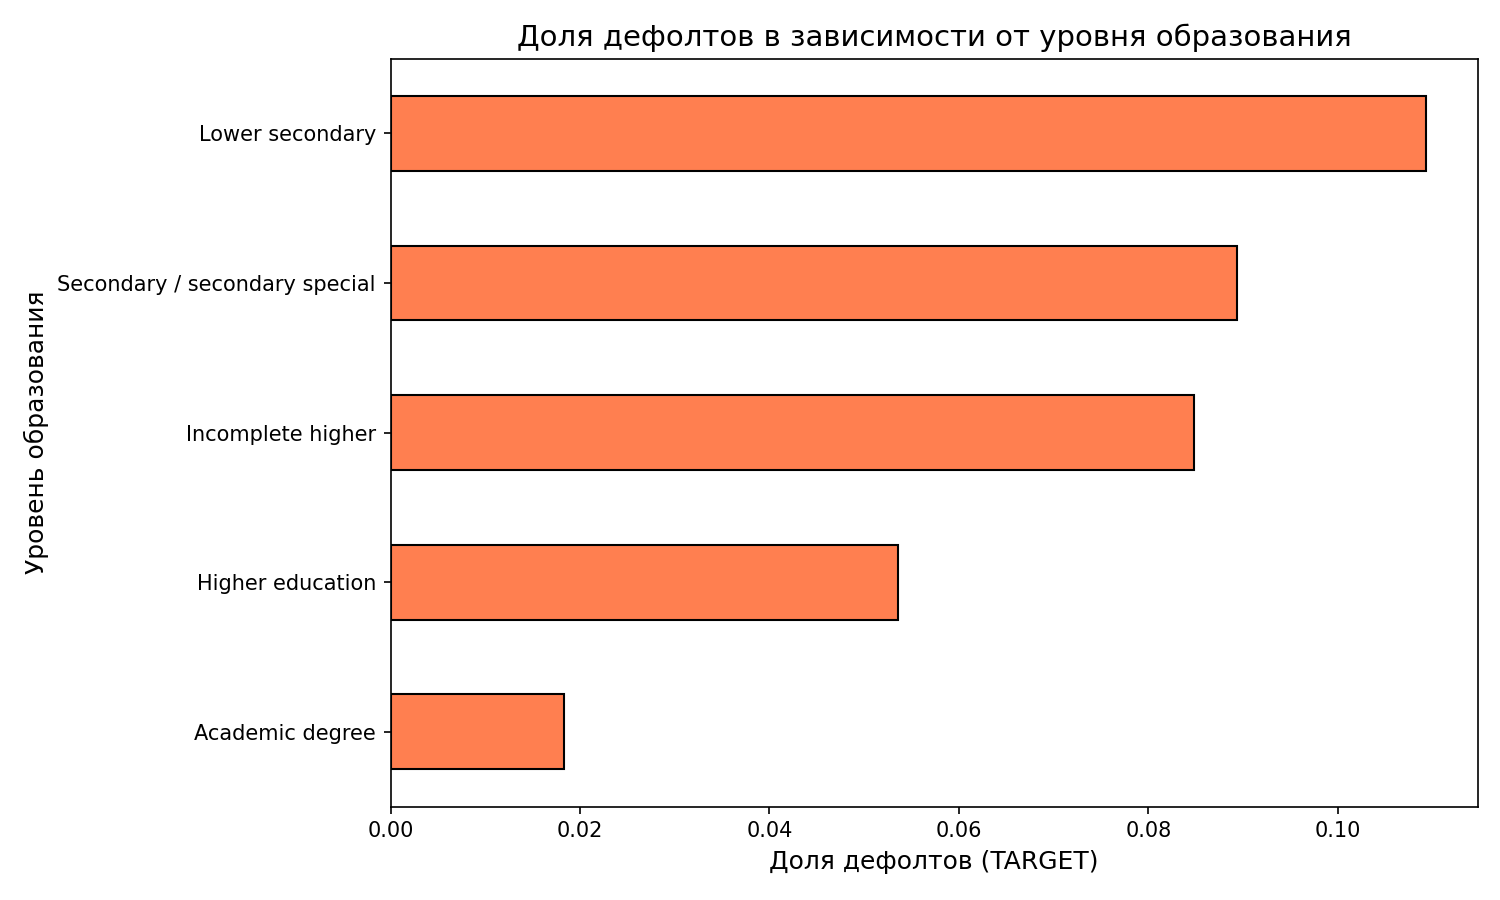 Доля дефолтов в зависимости от уровня образования
Уровень образования
Lower secondary
Secondary / secondary special
Incomplete higher
Higher education
Academic degree
0.00 0.02 0.04 0.06 0.08 0.10
Доля дефолтов (TARGET)